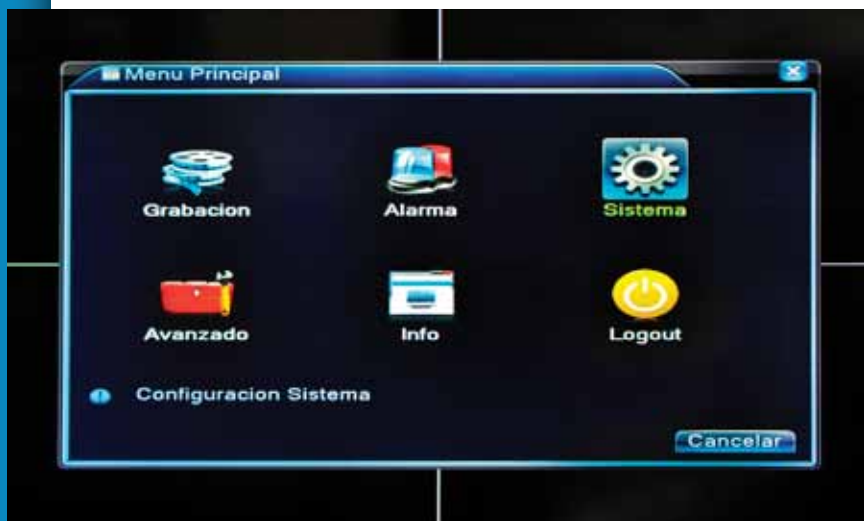 Menu Principal
Grabacion
Alarma
Sistema
Avanzado
Info
Logout
Configuracion Sistema
Cancelar